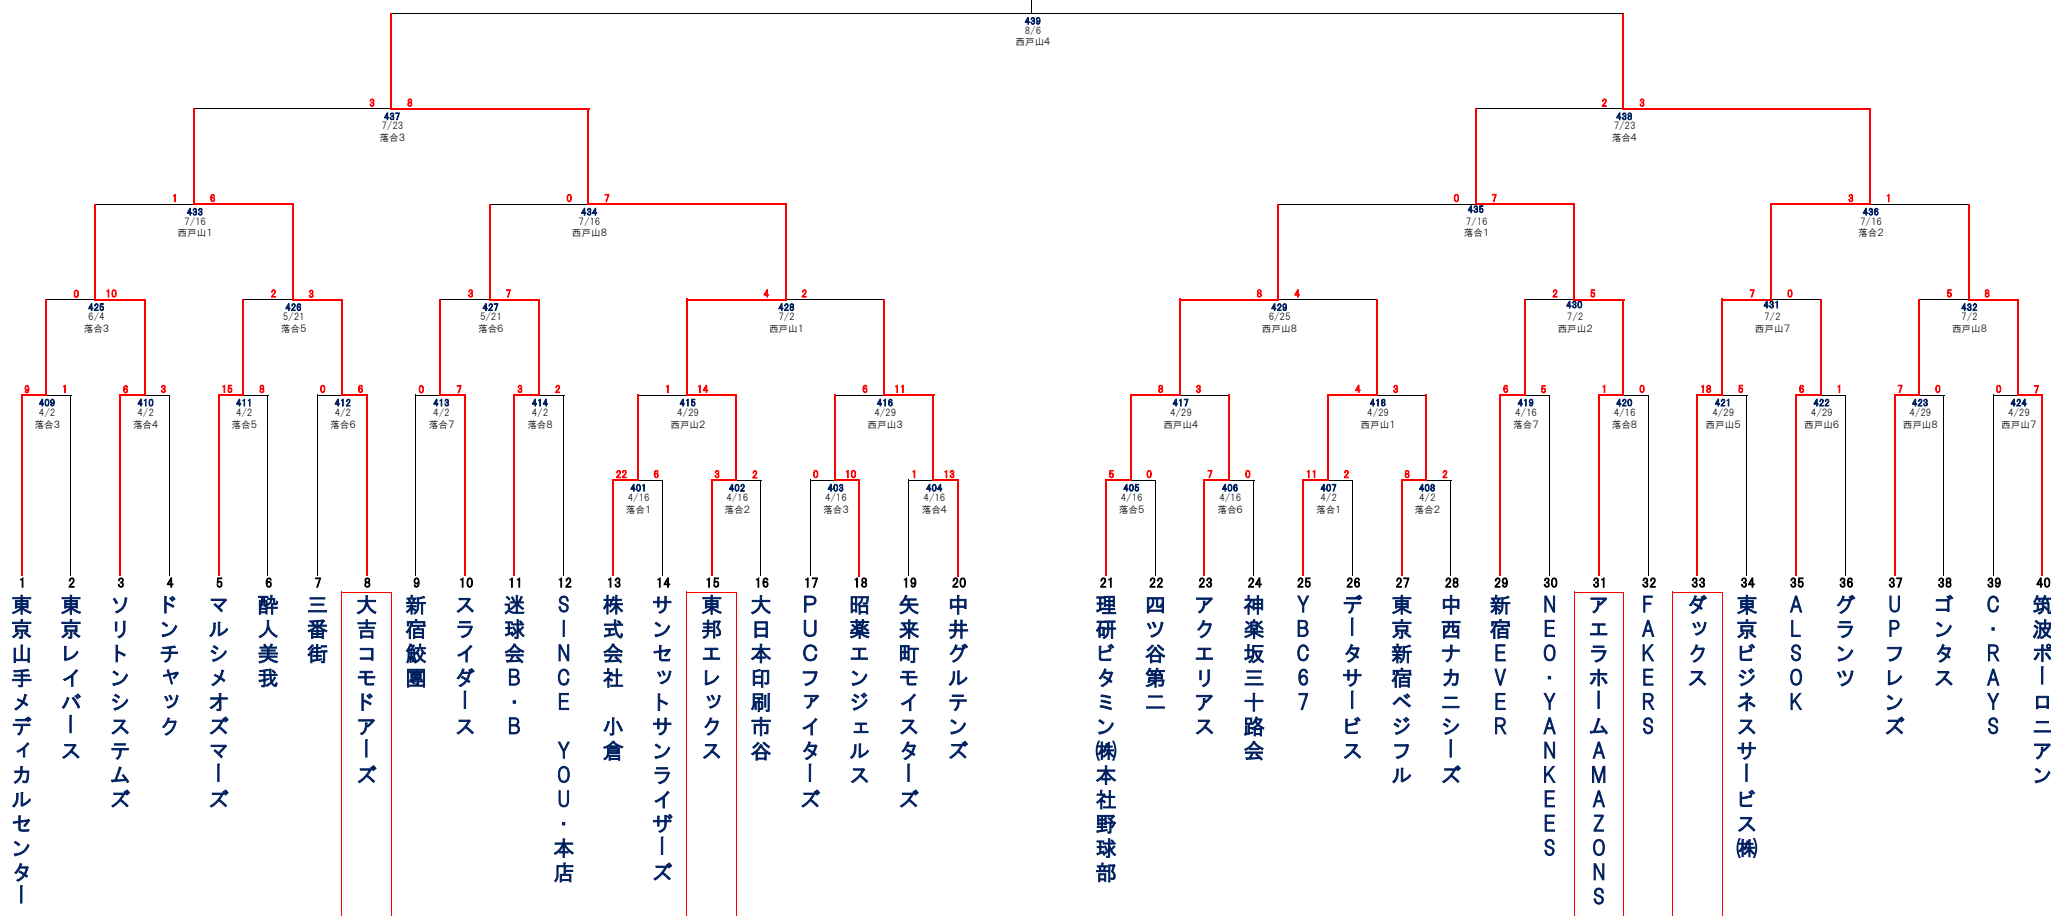 439
8/6
西戸山4
3 8
437
7/23
落合3
2 3
438
7/23
落合4
1 6
433
7/16
西戸山1
0 7
434
7/16
西戸山8
0 7
435
7/16
落合1
3 1
436
7/16
落合2
0 10
425
6/4
落合3
2 3
426
5/21
落合5
3 7
427
5/21
落合6
4 2
428
7/2
西戸山1
8 4
429
6/25
西戸山8
2 5
430
7/2
西戸山2
7 0
431
7/2
西戸山7
5 8
432
7/2
西戸山8
9 1
409
4/2
落合3
6 3
410
4/2
落合4
15 8
411
4/2
落合5
0 6
412
4/2
落合6
0 7
413
4/2
落合7
3 2
414
4/2
落合8
1 14
415
4/29
西戸山2
6 11
416
4/29
西戸山3
8 3
417
4/29
西戸山4
4 3
418
4/29
西戸山1
6 5
419
4/16
落合7
1 0
420
4/16
落合8
18 5
421
4/29
西戸山5
6 1
422
4/29
西戸山6
7 0
423
4/29
西戸山8
0 7
424
4/29
西戸山7
22 6
401
4/16
落合1
3 2
402
4/16
落合2
0 10
403
4/16
落合3
1 13
404
4/16
落合4
5 0
405
4/16
落合5
7 0
406
4/16
落合6
11 2
407
4/2
落合1
8 2
408
4/2
落合2
1 東京山手メディカルセンター
2 東京レイバース
3 ソリトンシステムズ
4 ドンチャック
5 マルシメオズマーズ
6 酔人美我
7 三番街
8 大吉コモドアーズ
9 新宿鮫團
10 スライダース
11 迷球会B・B
12 SINCE YOU・本店
13 株式会社 小倉
14 サンセットサンライザーズ
15 東邦エレックス
16 大日本印刷市谷
17 PUCファイターズ
18 昭薬エンジェルス
19 矢来町モイスターズ
20 中井グルテンズ
21 理研ビタミン㈱本社野球部
22 四ツ谷第二
23 アクエリアス
24 神楽坂三十路会
25 YBC67
26 データサービス
27 東京新宿ベジフル
28 中西ナカニシーズ
29 新宿EVER
30 NEO・YANKEES
31 アエラホームAMAZONS
32 FAKERS
33 ダックス
34 東京ビジネスサービス㈱
35 ALSOK
36 グランツ
37 UPフレンズ
38 ゴンタス
39 C・RAYS
40 筑波ポーロニアン